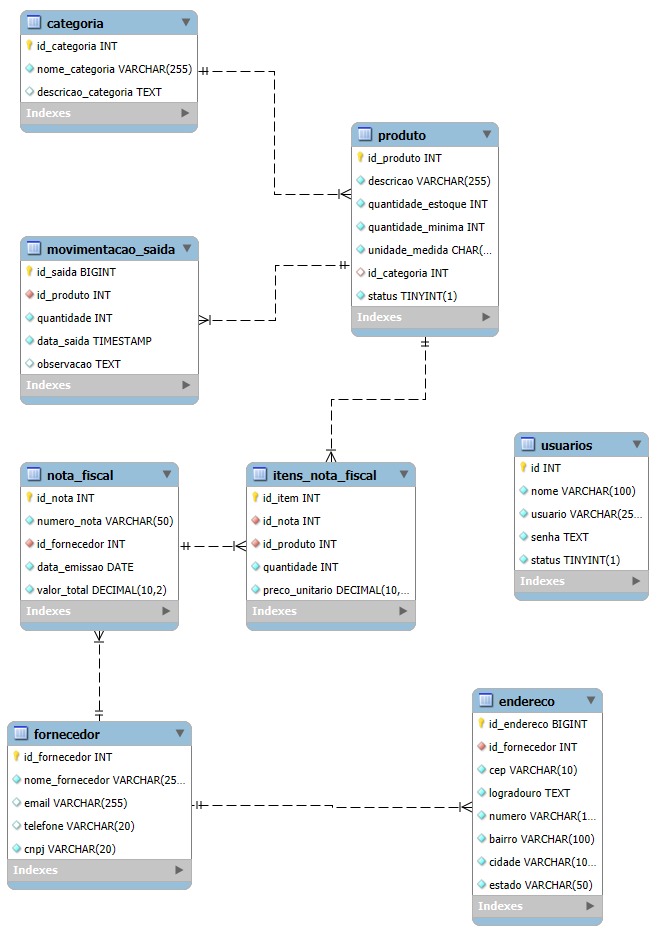 categoria
id_categoria INT
nome_categoria VARCHAR(255)
descricao_categoria TEXT
Indexes
produto
id_produto INT
descricao VARCHAR(255)
quantidade_estoque INT
quantidade_minima INT
unidade_medida CHAR(...
id_categoria INT
status TINYINT(1)
Indexes
movimentacao_saida
id_saida BIGINT
id_produto INT
quantidade INT
data_saida TIMESTAMP
observacao TEXT
Indexes
nota_fiscal
id_nota INT
numero_nota VARCHAR(50)
id_fornecedor INT
data_emissao DATE
valor_total DECIMAL(10,2)
Indexes
itens_nota_fiscal
id_item INT
id_nota INT
id_produto INT
quantidade INT
preco_unitario DECIMAL(10,...
Indexes
usuarios
id INT
nome VARCHAR(100)
usuario VARCHAR(25...
senha TEXT
status TINYINT(1)
Indexes
fornecedor
id_fornecedor INT
nome_fornecedor VARCHAR(25...
email VARCHAR(255)
telefone VARCHAR(20)
cnpj VARCHAR(20)
Indexes
endereco
id_endereco BIGINT
id_fornecedor INT
cep VARCHAR(10)
logradouro TEXT
numero VARCHAR(1...
bairro VARCHAR(100)
cidade VARCHAR(10...
estado VARCHAR(50)
Indexes